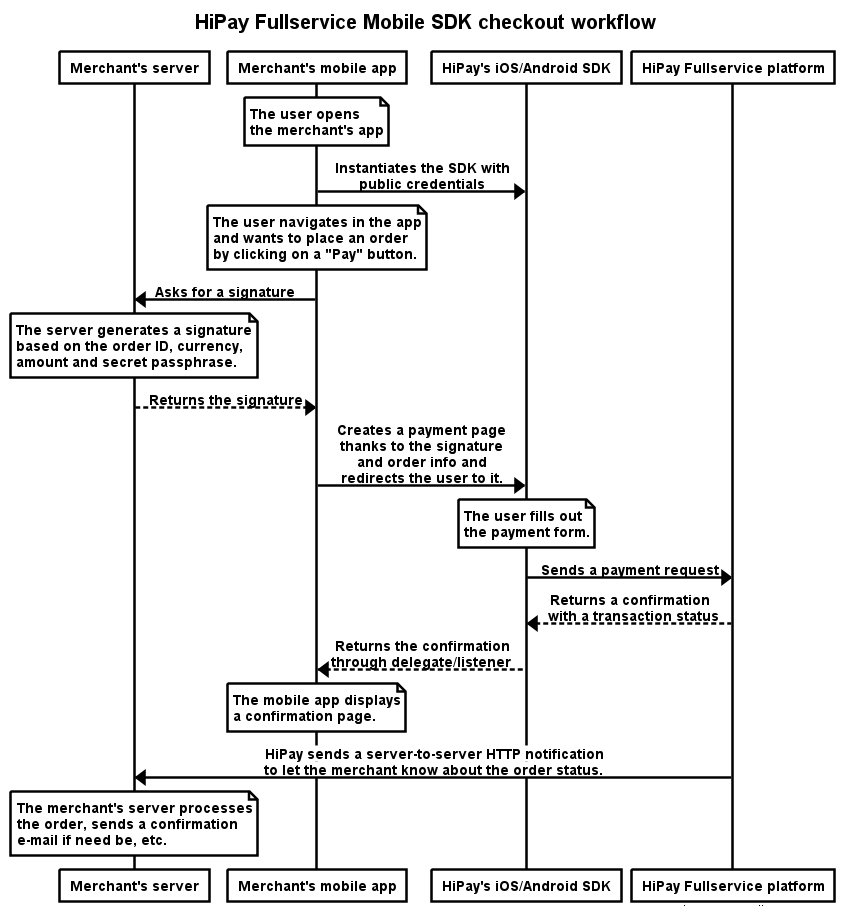 HiPay Fullservice Mobile SDK checkout workflow
Merchant's server
Merchant's mobile app
HiPay's iOS/Android SDK
HiPay Fullservice platform
The user opens
the merchant's app
Instantiates the SDK with
public credentials
The user navigates in the app
and wants to place an order
by clicking on a "Pay" button.
Asks for a signature
The server generates a signature
based on the order ID, currency,
amount and secret passphrase.
Returns the signature
Creates a payment page
thanks to the signature
and order info and
redirects the user to it.
The user fills out
the payment form.
Sends a payment request
Returns a confirmation
with a transaction status
Returns the confirmation
through delegate/listener
The mobile app displays
a confirmation page.
HiPay sends a server-to-server HTTP notification
to let the merchant know about the order status.
The merchant's server processes
the order, sends a confirmation
e-mail if need be, etc.
Merchant's server
Merchant's mobile app
HiPay's iOS/Android SDK
HiPay Fullservice platform